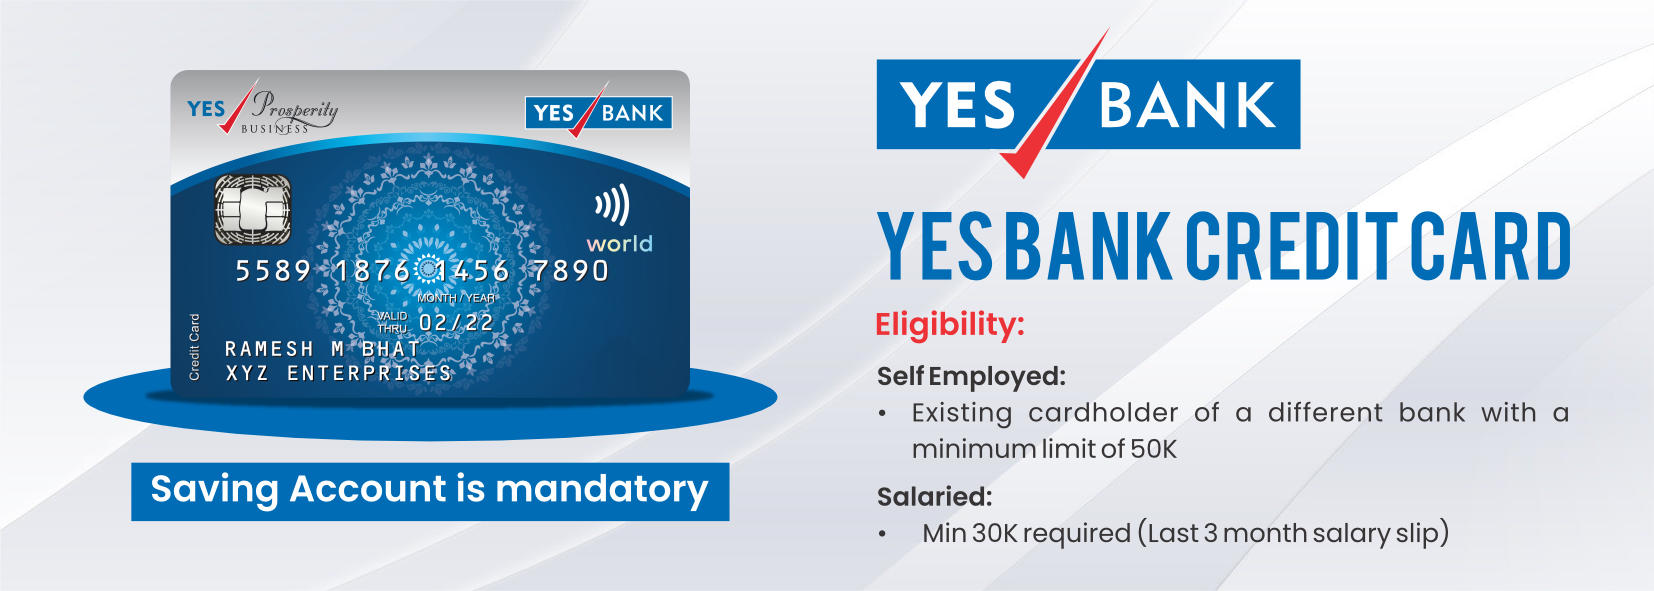 YES Prosperity
BUSINESS
YES BANK
world
5589 1876 1456 7890
MONTH / YEAR
VALID
THRU 02/22
Credit Card
RAMESH M BHAT
XYZ ENTERPRISES
Saving Account is mandatory
YES BANK
YES BANK CREDIT CARD
Eligibility:
Self Employed:
• Existing cardholder of a different bank with a
minimum limit of 50K
Salaried:
• Min 30K required (Last 3 month salary slip)